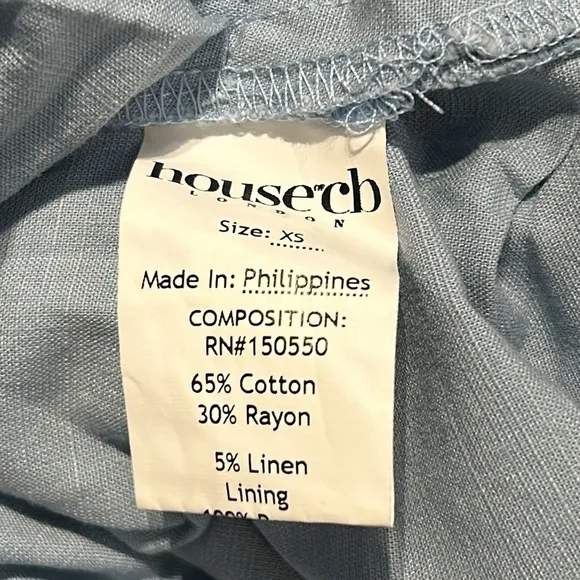 house of cb
LONDON
Size: XS
Made In: Philippines
COMPOSITION:
RN#150550
65% Cotton
30% Rayon
5% Linen
Lining
100%